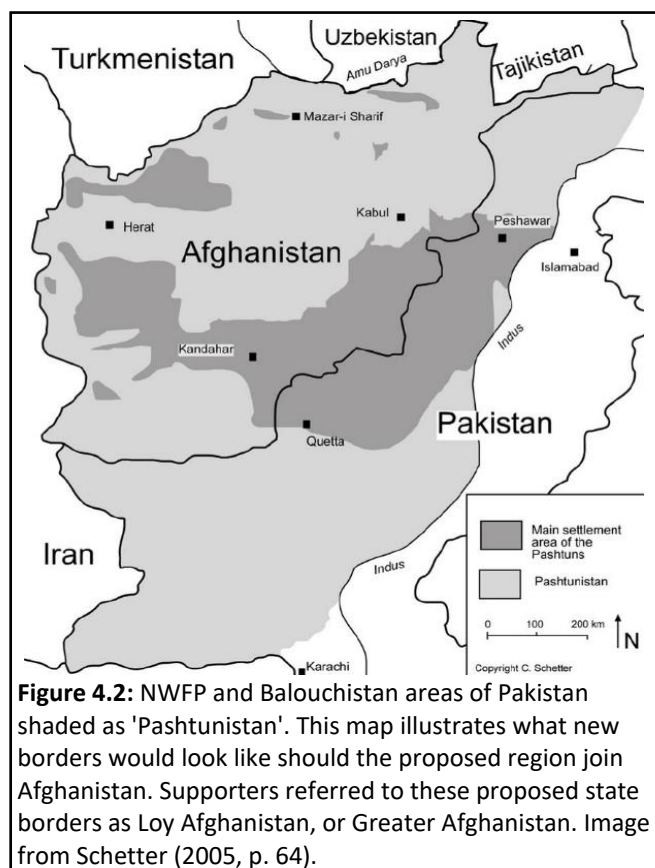 Uzbekistan
Turkmenistan
Amu Darya
Tajikistan
Mazar-i Sharif
Kabul
Peshawar
Herat
Afghanistan
Islamabad
Kandahar
Indus
Quetta
Pakistan
Iran
Indus
Karachi
Main settlement
area of the
Pashtuns
Pashtunistan
0 100 200 km
N
Copyright C. Schetter
Figure 4.2: NWFP and Balouchistan areas of Pakistan
shaded as 'Pashtunistan'. This map illustrates what new
borders would look like should the proposed region join
Afghanistan. Supporters referred to these proposed state
borders as Loy Afghanistan, or Greater Afghanistan. Image
from Schetter (2005, p. 64).